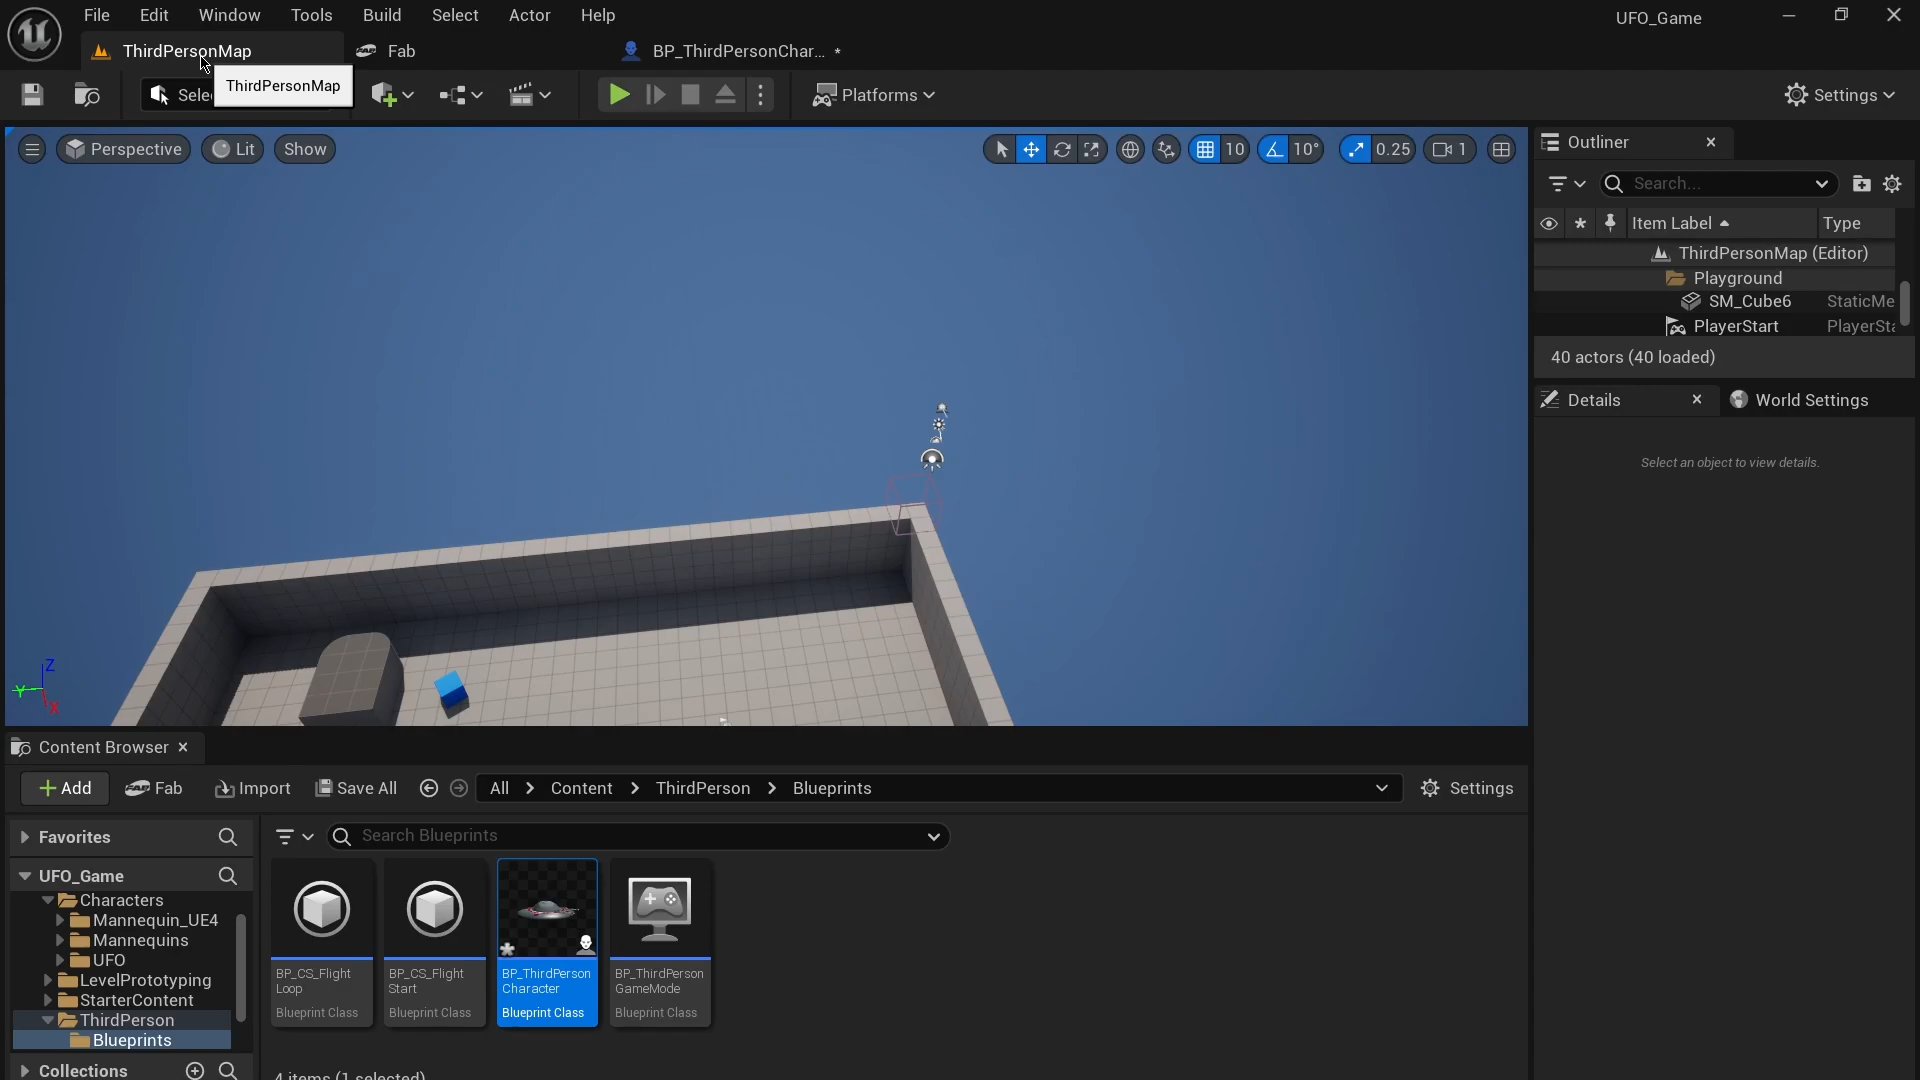 File Edit Window Tools Build Select Actor Help UFO_Game
ThirdPersonMap Fab BP_ThirdPersonChar... *
ThirdPersonMap
Platforms Settings
Perspective Lit Show 10 10° 0.25 1
Outliner
Search...
Item Label Type
ThirdPersonMap (Editor)
Playground
SM_Cube6 StaticMe
PlayerStart PlayerSta
40 actors (40 loaded)
Details World Settings
Select an object to view details.
Z
Y
X
Content Browser
Add Fab Import Save All All Content ThirdPerson Blueprints Settings
Favorites
Search Blueprints
UFO_Game
Characters
Mannequin_UE4
Mannequins
UFO
LevelPrototyping
StarterContent
ThirdPerson
Blueprints
Collections
BP_CS_Flight
Loop
Blueprint Class
BP_CS_Flight
Start
Blueprint Class
BP_ThirdPerson
Character
Blueprint Class
BP_ThirdPerson
GameMode
Blueprint Class
4 items (1 selected)